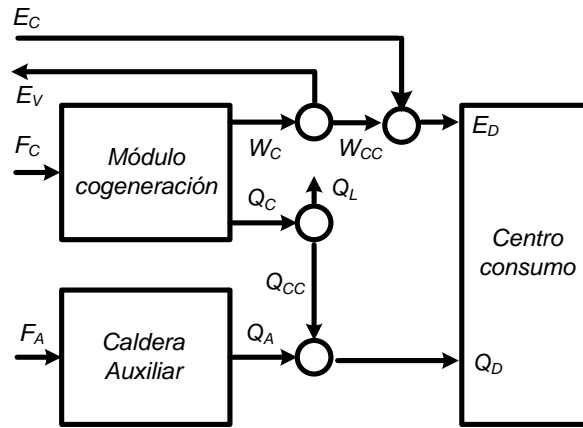 E_C
E_V
F_C
Módulo
cogeneración
W_C
W_CC
E_D
Q_C
Q_L
Centro
consumo
Q_CC
F_A
Caldera
Auxiliar
Q_A
Q_D